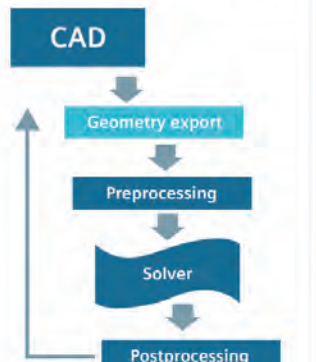 CAD
Geometry export
Preprocessing
Solver
Postprocessing